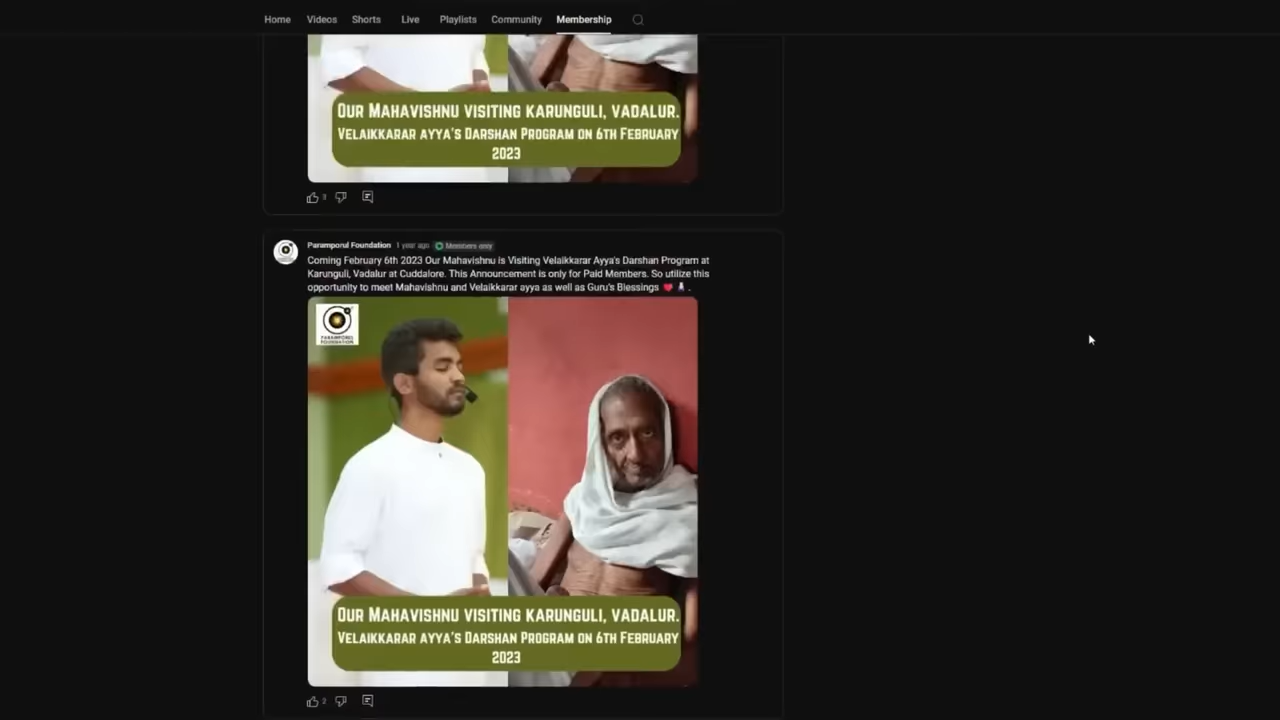 Home Videos Shorts Live Playlists Community Membership
OUR MAHAVISHNU VISITING KARUNGULI, VADALUR.
VELAIKKARAR AYYA'S DARSHAN PROGRAM ON 6TH FEBRUARY
2023
3
Paramporul Foundation 1 year ago Members only
Coming February 6th 2023 Our Mahavishnu is Visiting Velaikkarar Ayya's Darshan Program at
Karunguli, Vadalur at Cuddalore. This Announcement is only for Paid Members. So utilize this
opportunity to meet Mahavishnu and Velaikkarar ayya as well as Guru's Blessings ❤️ .
PARAMPORUL
FOUNDATION
OUR MAHAVISHNU VISITING KARUNGULI, VADALUR.
VELAIKKARAR AYYA'S DARSHAN PROGRAM ON 6TH FEBRUARY
2023
2